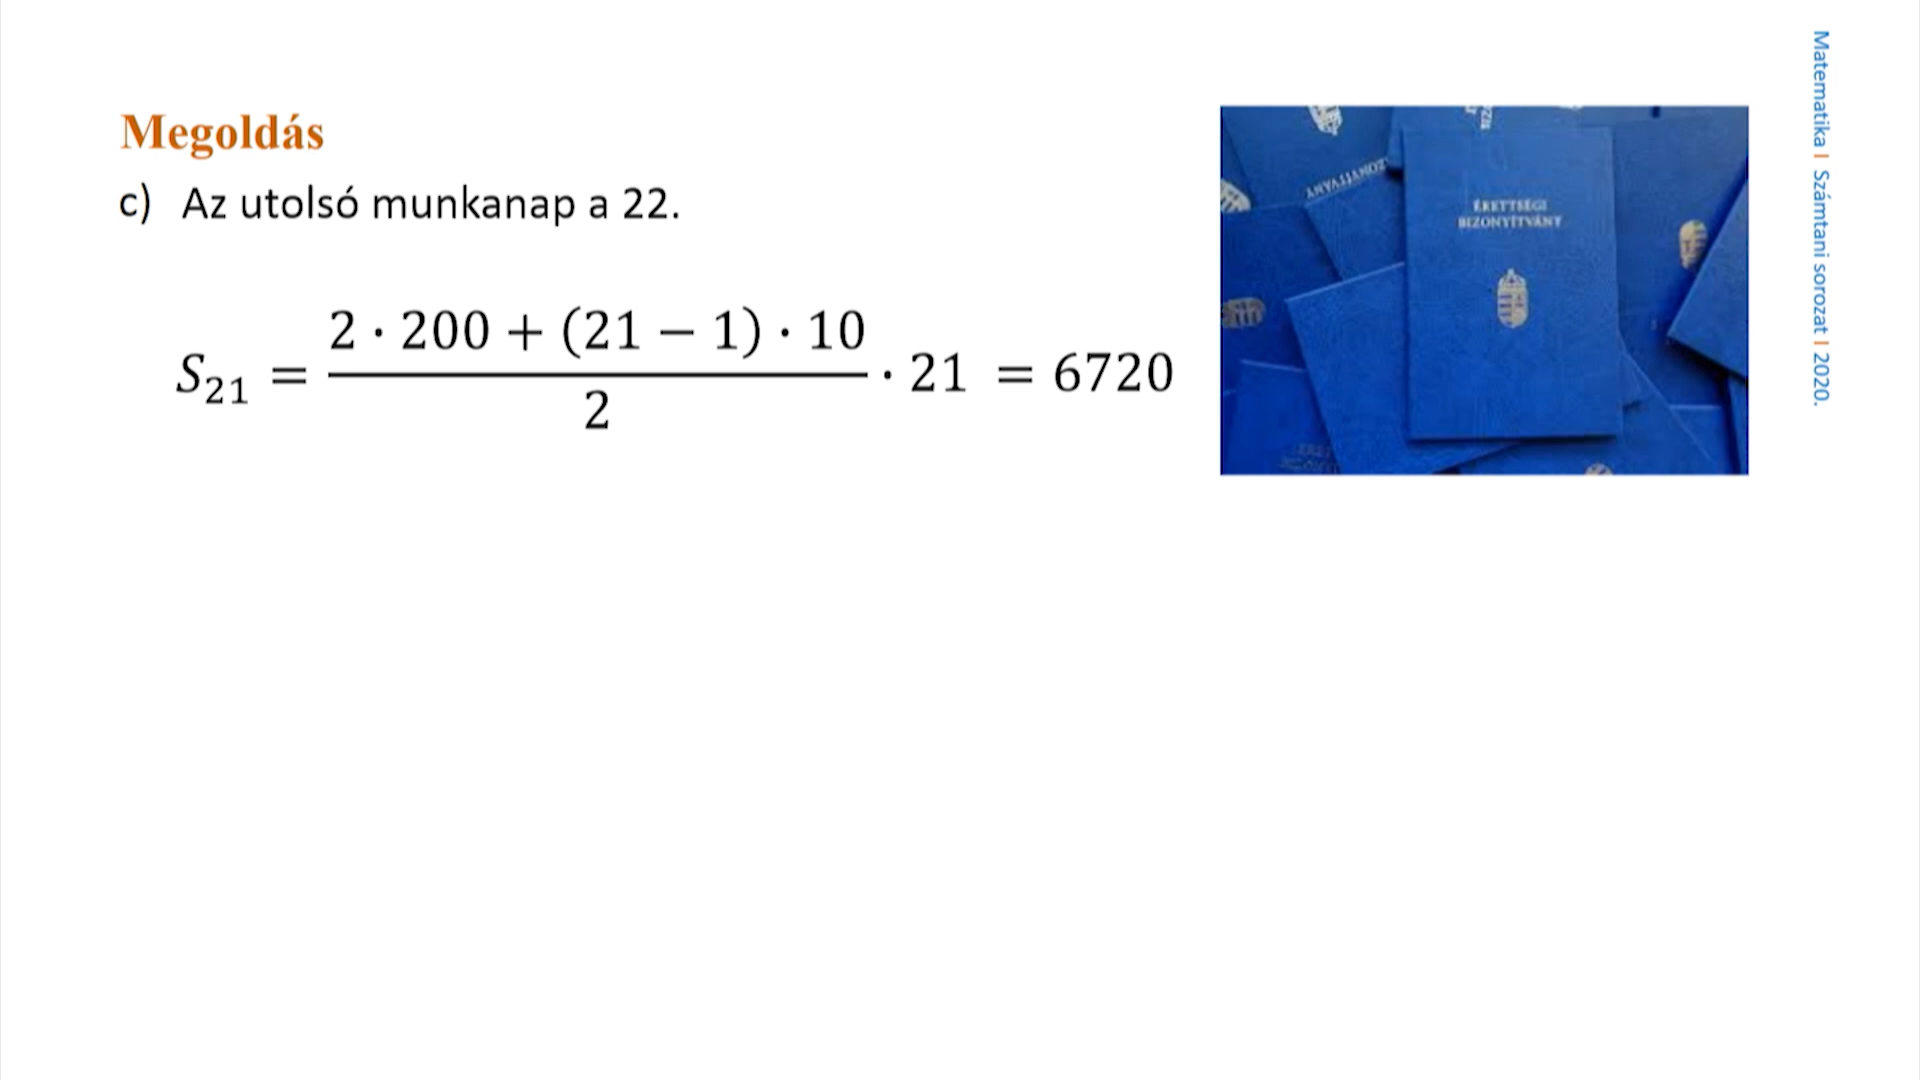 Megoldás
c) Az utolsó munkanap a 22.
S₂₁ = (2 · 200 + (21 − 1) · 10) / 2 · 21 = 6720
ÉRETTSÉGI
BIZONYÍTVÁNY
Matematika I Számtani sorozat I 2020.